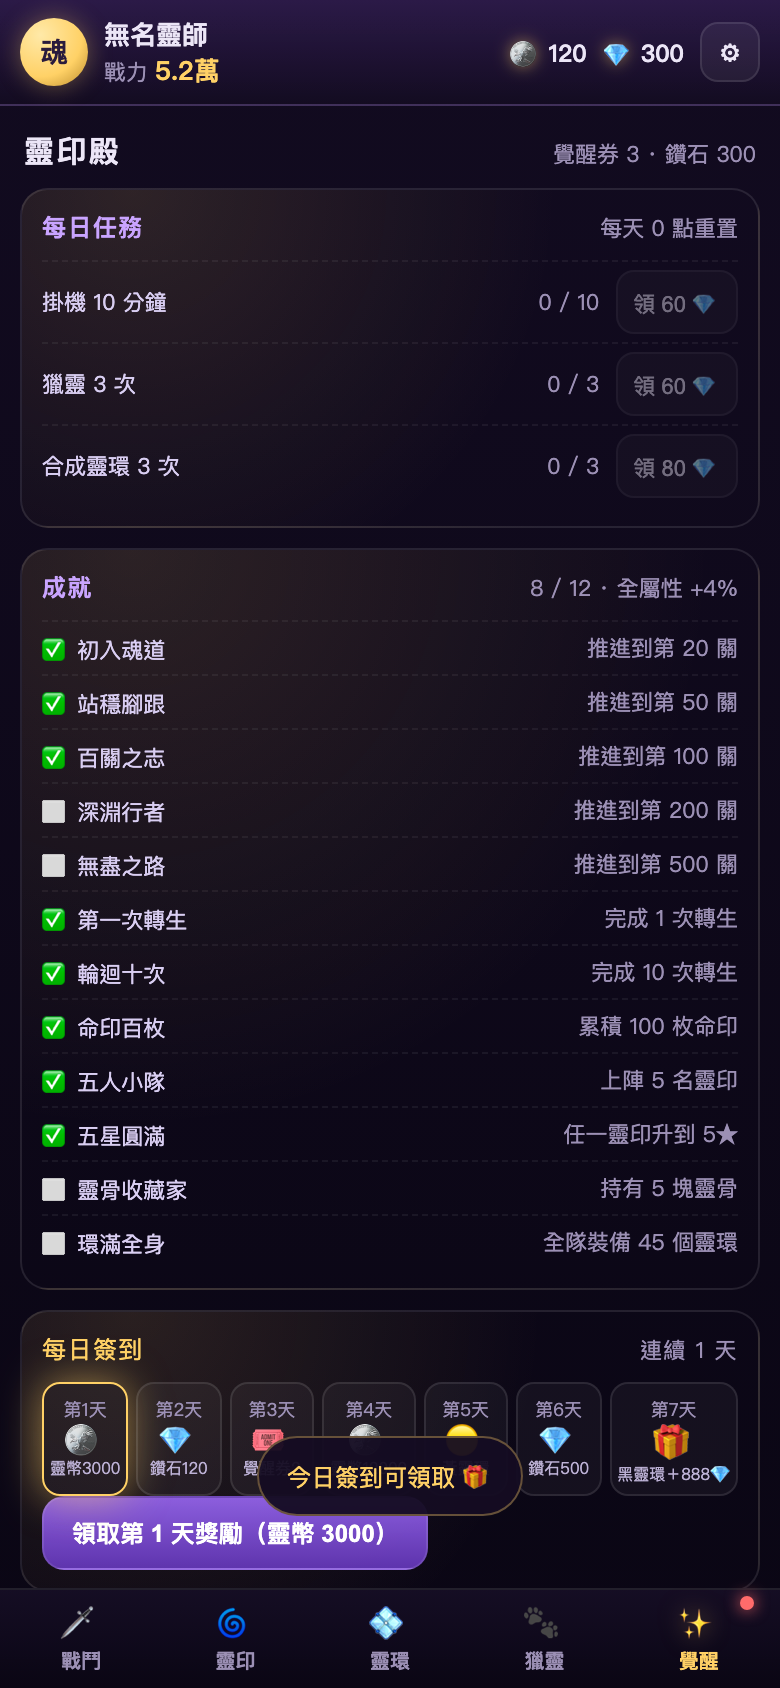 魂
無名靈師
戰力 5.2萬
120
300
靈印殿
覺醒券 3 · 鑽石 300
每日任務
每天 0 點重置
掛機 10 分鐘
0 / 10
領 60
獵靈 3 次
0 / 3
領 60
合成靈環 3 次
0 / 3
領 80
成就
8 / 12 · 全屬性 +4%
初入魂道
推進到第 20 關
站穩腳跟
推進到第 50 關
百關之志
推進到第 100 關
深淵行者
推進到第 200 關
無盡之路
推進到第 500 關
第一次轉生
完成 1 次轉生
輪迴十次
完成 10 次轉生
命印百枚
累積 100 枚命印
五人小隊
上陣 5 名靈印
五星圓滿
任一靈印升到 5★
靈骨收藏家
持有 5 塊靈骨
環滿全身
全隊裝備 45 個靈環
每日簽到
連續 1 天
第1天
靈幣3000
第2天
鑽石120
第3天
覺
第4天
第5天
第6天
鑽石500
第7天
黑靈環+888
今日簽到可領取
領取第 1 天獎勵（靈幣 3000）
戰鬥
靈印
靈環
獵靈
覺醒